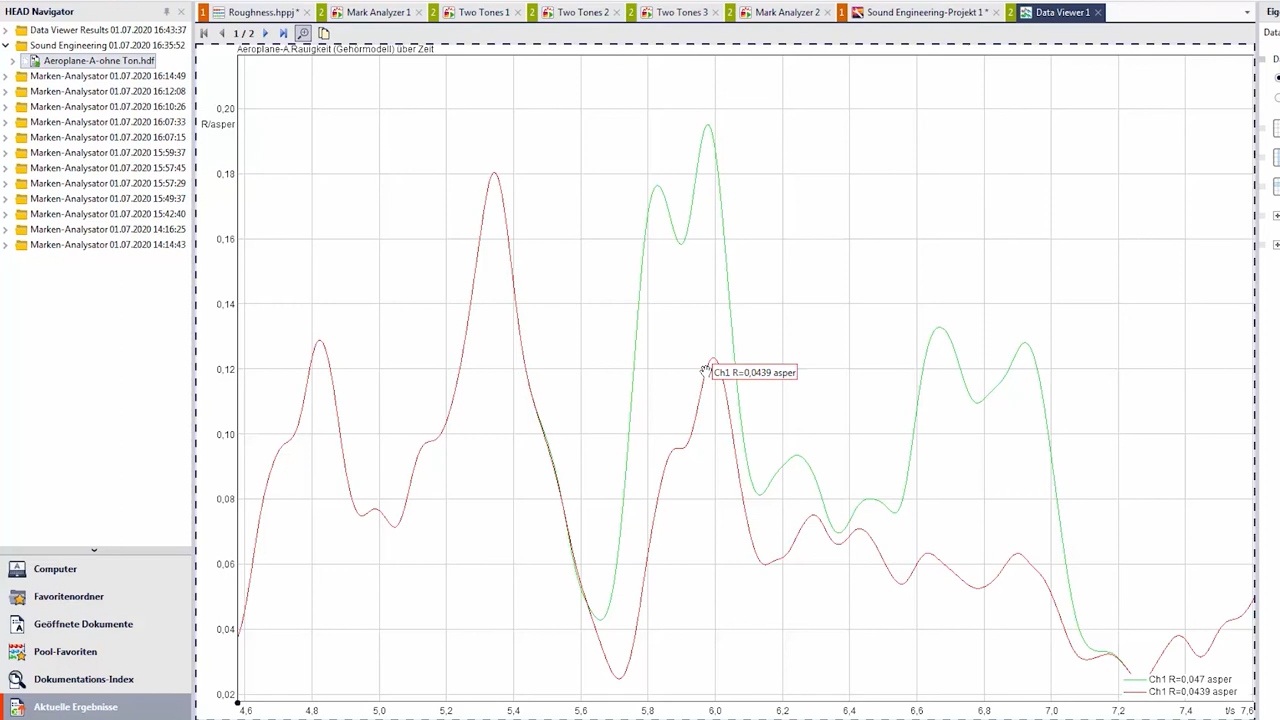 HEAD Navigator
Data Viewer Results 01.07.2020 16:43:37
Sound Engineering 01.07.2020 16:35:52
Aeroplane-A-ohne Ton.hdf
Marken-Analysator 01.07.2020 16:14:49
Marken-Analysator 01.07.2020 16:12:08
Marken-Analysator 01.07.2020 16:10:26
Marken-Analysator 01.07.2020 16:07:33
Marken-Analysator 01.07.2020 16:07:15
Marken-Analysator 01.07.2020 15:59:37
Marken-Analysator 01.07.2020 15:57:45
Marken-Analysator 01.07.2020 15:57:29
Marken-Analysator 01.07.2020 15:49:37
Marken-Analysator 01.07.2020 15:42:40
Marken-Analysator 01.07.2020 14:16:25
Marken-Analysator 01.07.2020 14:14:43
Computer
Favoritenordner
Geöffnete Dokumente
Pool-Favoriten
Dokumentations-Index
Aktuelle Ergebnisse
1 Roughness.hppj * 2 Mark Analyzer 1 2 Two Tones 1 2 Two Tones 2 2 Two Tones 3 2 Mark Analyzer 2 1 Sound Engineering-Projekt 1 * 2 Data Viewer 1
1 / 2
Aeroplane-A.Rauigkeit (Gehörmodell) über Zeit
0,20
R/asper
0,18
0,16
0,14
0,12
0,10
0,08
0,06
0,04
0,02
Ch1 R=0,0439 asper
Ch1 R=0,047 asper
Ch1 R=0,0439 asper
4,6 4,8 5,0 5,2 5,4 5,6 5,8 6,0 6,2 6,4 6,6 6,8 7,0 7,2 7,4 t/s 7,6
Eig
Data